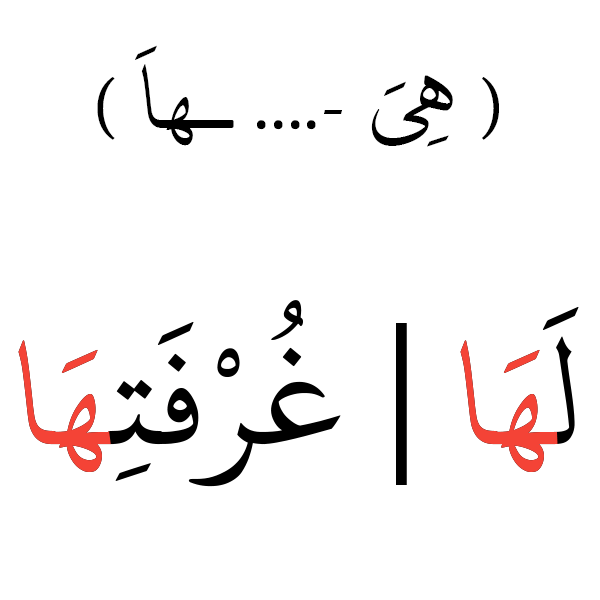 ( هِيَ -.... ـهاَ )
لَهَا | غُرْفَتِهَا